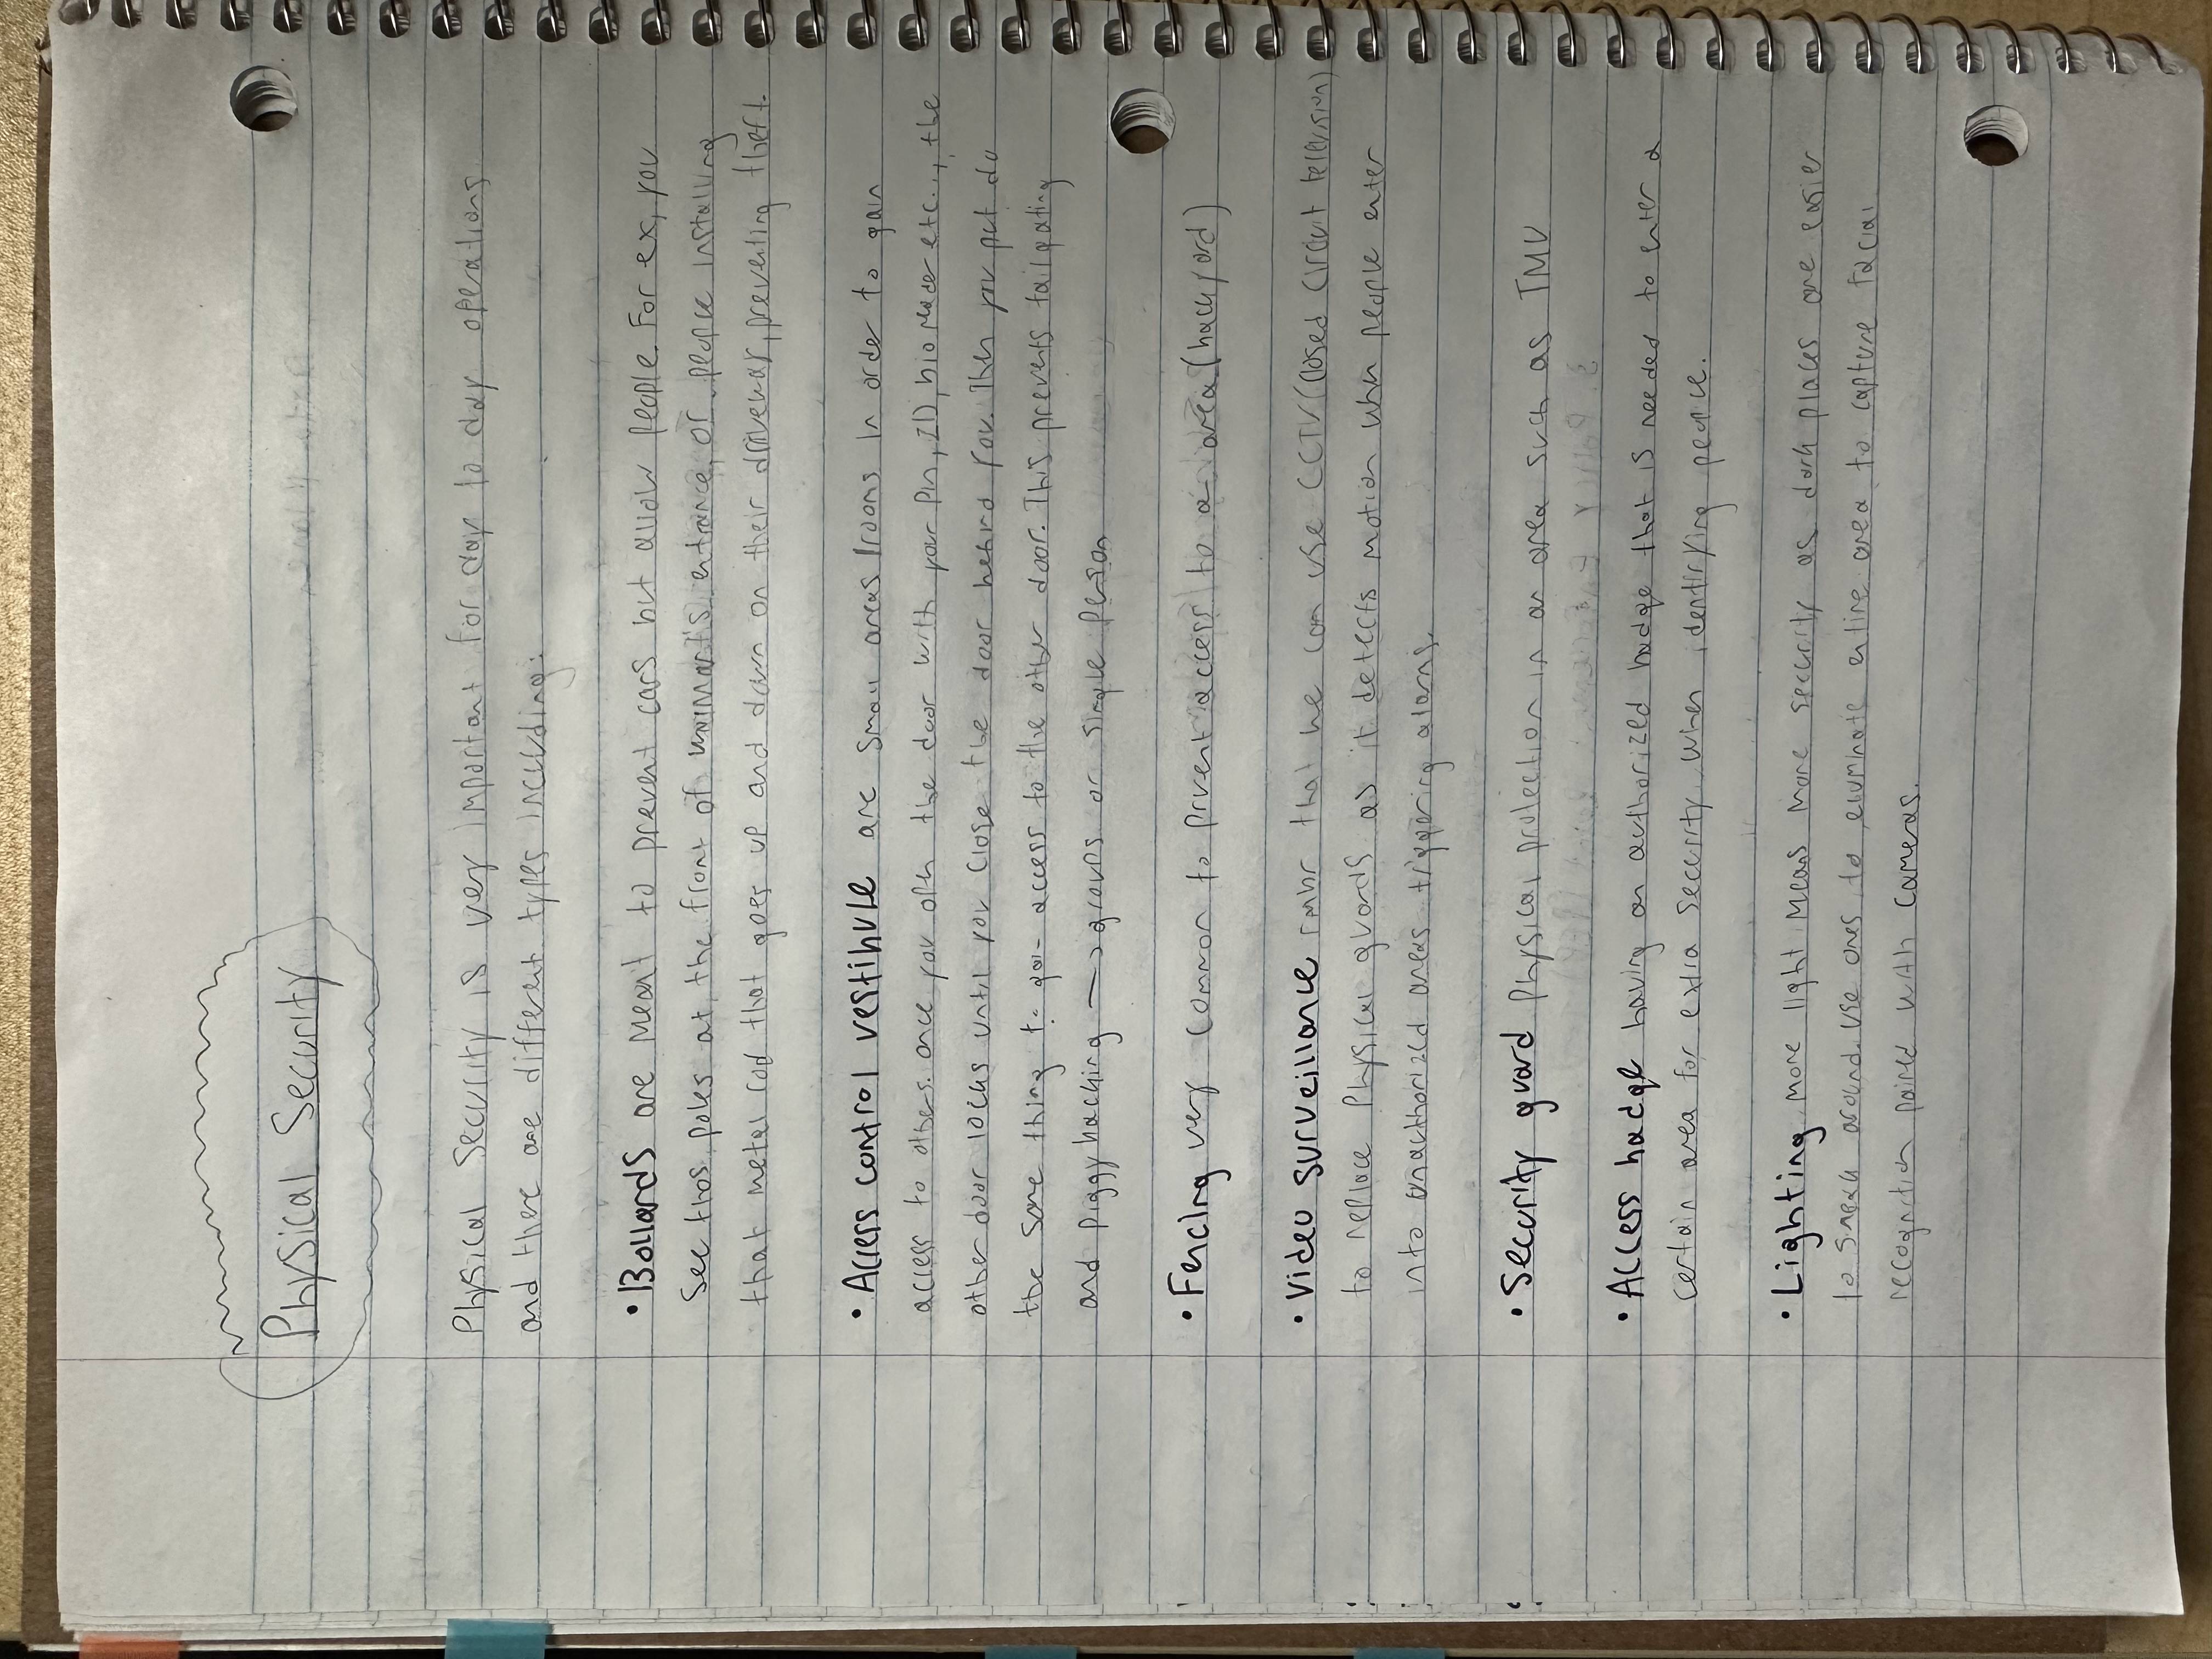 Physical Security
Physical Security is very important for day to day operations
and there are different types including:
• Bollards are meant to prevent cars but allow people. For ex, you
see thos poles at the front of walmart's entrance, or people installing
that metal rod that goes up and down on their driveway, preventing theft.
• Access control vestibule are small areas/rooms in order to gain
access to others. once you open the door with your Pin, ID, bio reader etc.., the
other door locks until you close the door behind you. Then you put do
the same thing to gain access to the other door. This prevents tailgating
and piggybacking → groups or single person
• Fencing very common to prvent access to a area (backyard)
• Video surveillance rmbr that we can use CCTV (Closed Circuit television)
to replace Physical guards as it detects motion when people enter
into unauthorized areas triggering alarms.
• Security guard physical protection in an area such as TMU
• Access badge having an authorized badge that is needed to enter a
certain area for extra security when identifying people.
• Lighting more light means more security as dark places are easier
to sneak around. Use ones to eluminate entire area to capture facial
recognition paired with cameras.